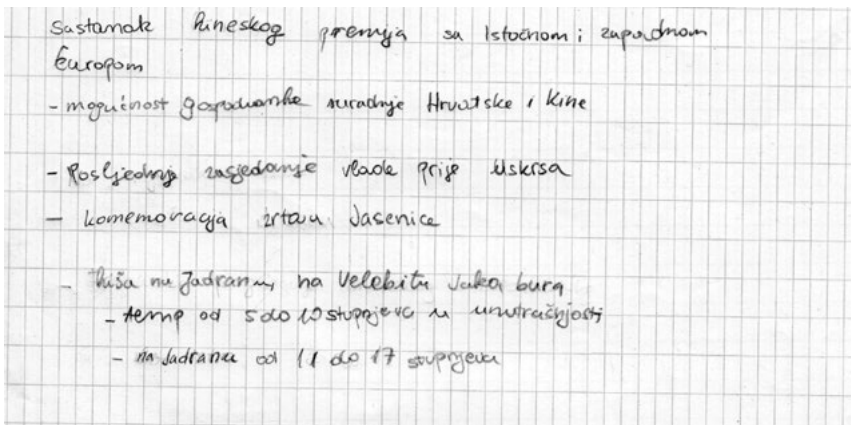 Sastanak kineskog premija sa Istočnom i zapadnom
Europom
- mogućnost gospodarske suradnje Hrvatske i Kine
- Posljednje zasjedanje vlade prije Uskrsa
- komemoracija žrtava Jasenice
- kiša na Jadranu, na Velebitu jaka bura
- temp od 5 do 10 stupnjeva u unutrašnjosti
- na Jadranu od 11 do 17 stupnjeva